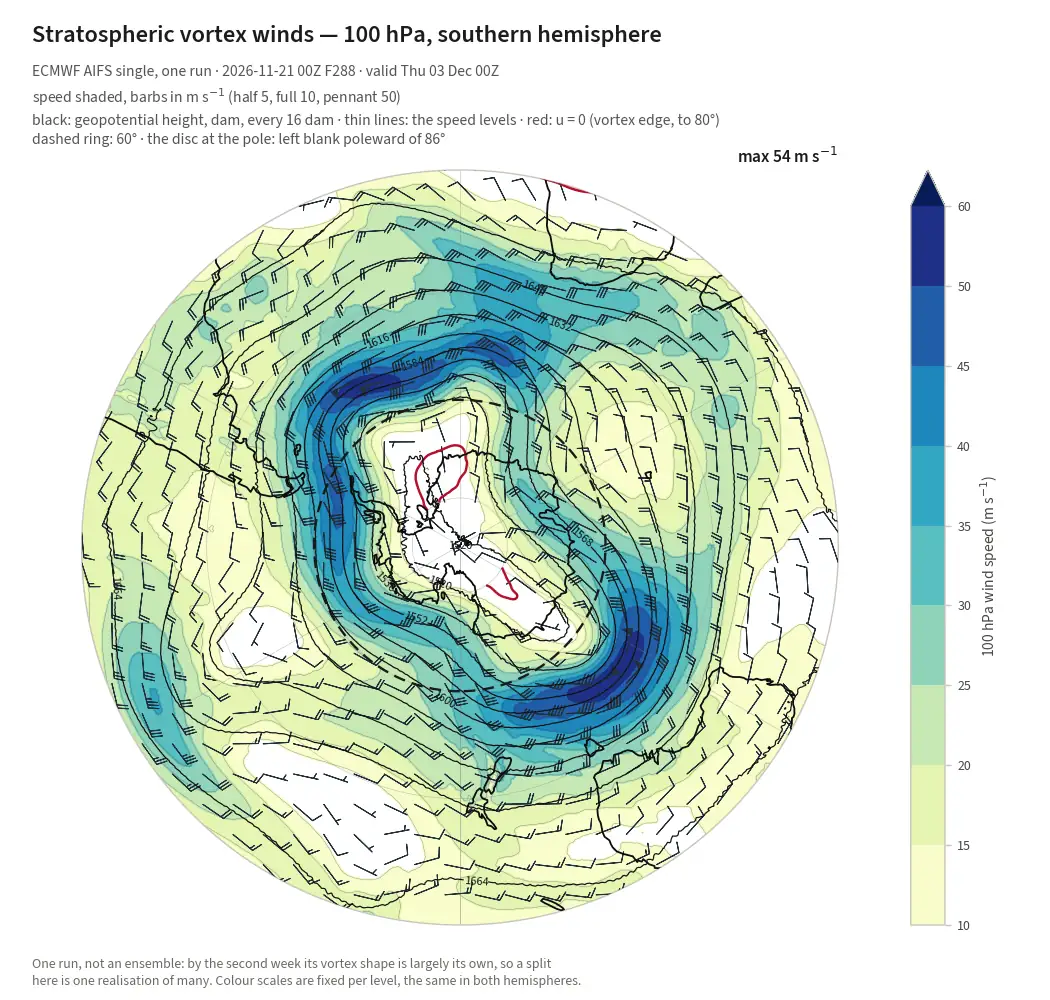 Stratospheric vortex winds — 100 hPa, southern hemisphere
ECMWF AIFS single, one run · 2026-11-21 00Z F288 · valid Thu 03 Dec 00Z
speed shaded, barbs in m s⁻¹ (half 5, full 10, pennant 50)
black: geopotential height, dam, every 16 dam · thin lines: the speed levels · red: u = 0 (vortex edge, to 80°)
dashed ring: 60° · the disc at the pole: left blank poleward of 86°
max 54 m s⁻¹
60
50
45
40
35
30
25
20
15
10
100 hPa wind speed (m s⁻¹)
1632
1616
1584
1568
1552
1600
1664
1664
One run, not an ensemble: by the second week its vortex shape is largely its own, so a split
here is one realisation of many. Colour scales are fixed per level, the same in both hemispheres.